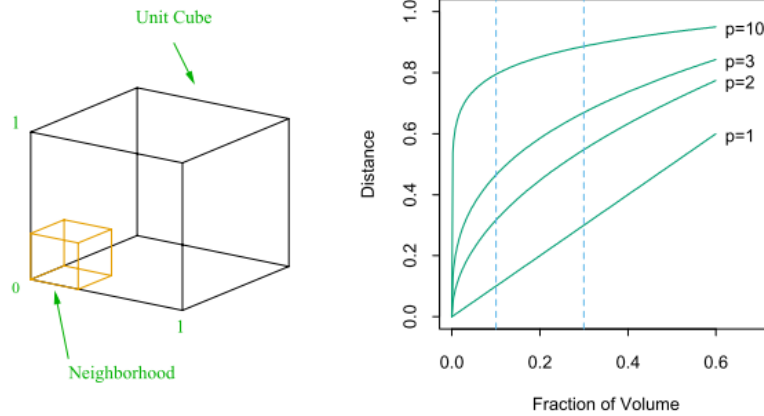 Unit Cube
1
0
1
Neighborhood
1.0
0.8
0.6
0.4
0.2
0.0
Distance
p=10
p=3
p=2
p=1
0.0 0.2 0.4 0.6
Fraction of Volume